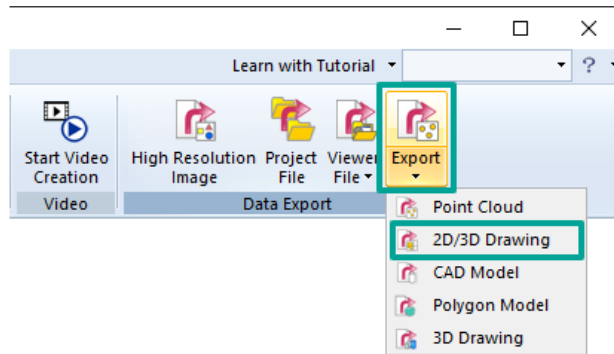 Learn with Tutorial
?
Start Video
Creation
High Resolution
Image
Project
File
Viewer
File
Export
Video
Data Export
Point Cloud
2D/3D Drawing
CAD Model
Polygon Model
3D Drawing